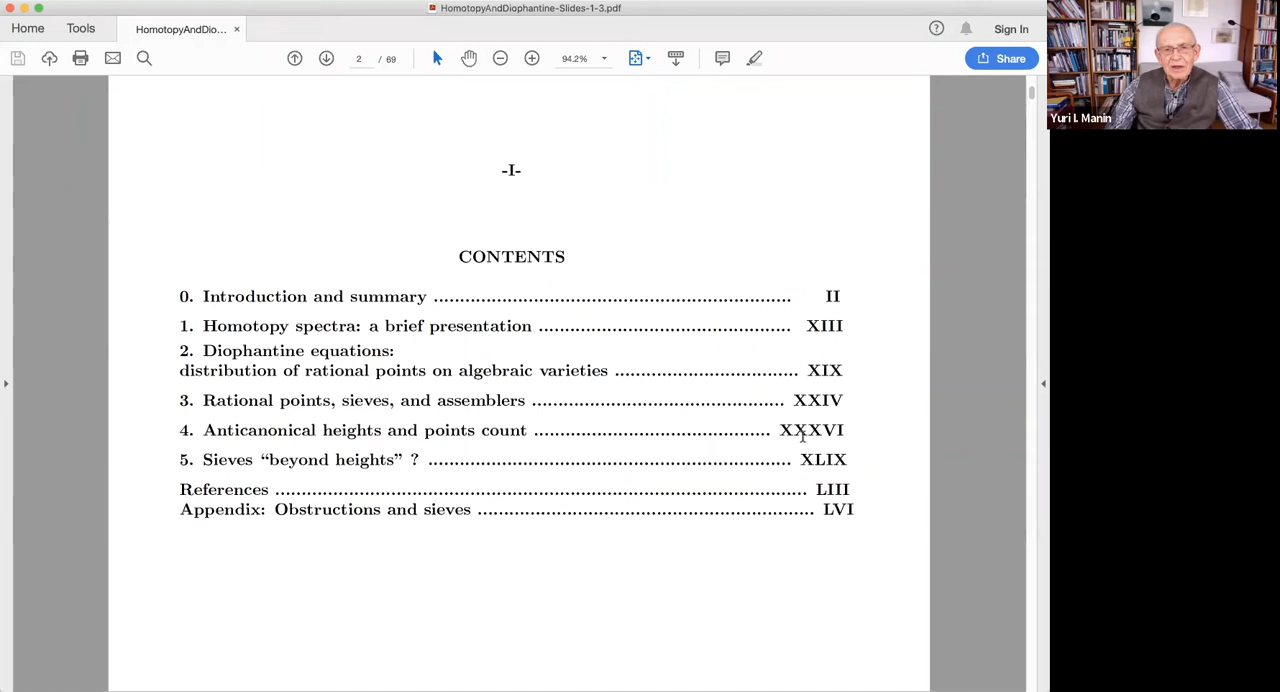 HomotopyAndDiophantine-Slides-1-3.pdf
Home Tools HomotopyAndDio... × Sign In
2 / 69 94.2% Share
Yuri I. Manin
-I-
CONTENTS
0. Introduction and summary .................................................................... II
1. Homotopy spectra: a brief presentation ................................................ XIII
2. Diophantine equations:
distribution of rational points on algebraic varieties ................................... XIX
3. Rational points, sieves, and assemblers ................................................ XXIV
4. Anticanonical heights and points count ............................................. XXXVI
5. Sieves “beyond heights” ? ..................................................................... XLIX
References ..................................................................................................... LIII
Appendix: Obstructions and sieves ................................................................ LVI